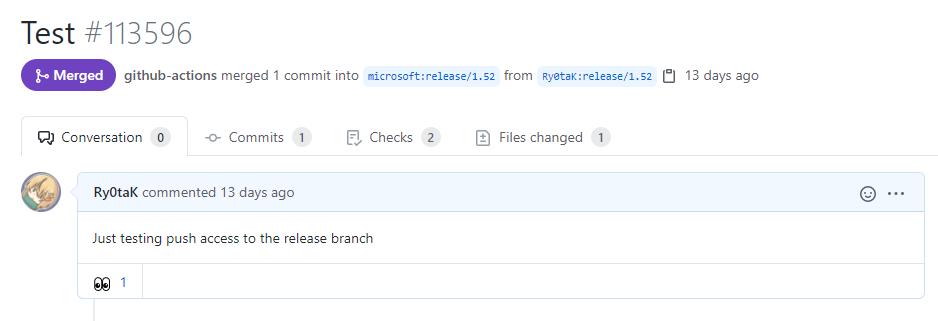 Test #113596
Merged github-actions merged 1 commit into microsoft:release/1.52 from Ry0taK:release/1.52 13 days ago
Conversation 0 Commits 1 Checks 2 Files changed 1
Ry0taK commented 13 days ago
Just testing push access to the release branch
1